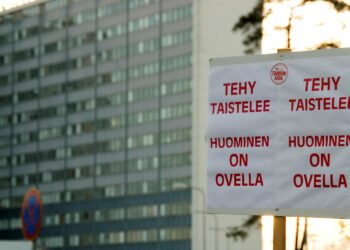 TEHY TEHY
TAISTELEE TAISTELEE
HUOMINEN HUOMINEN
ON ON
OVELLA OVELLA